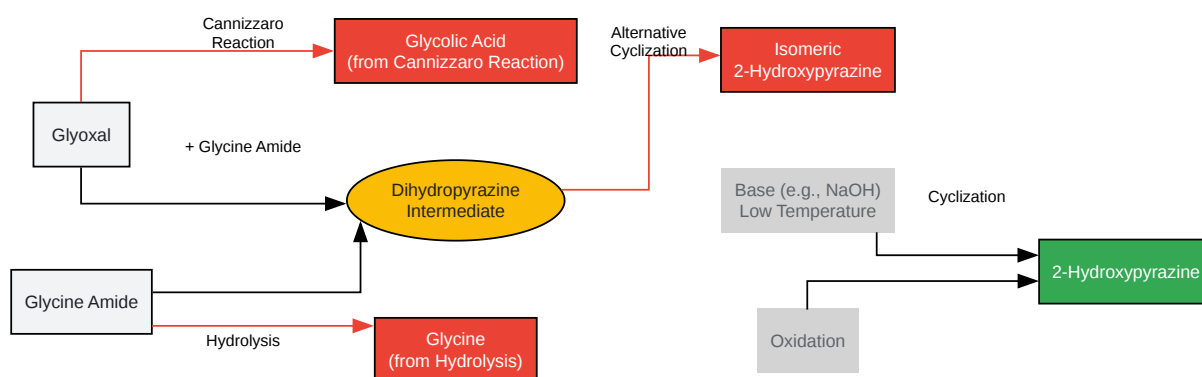 Cannizzaro
Reaction
Glycolic Acid
(from Cannizzaro Reaction)
Alternative
Cyclization
Isomeric
2-Hydroxypyrazine
Glyoxal
+ Glycine Amide
Dihydropyrazine
Intermediate
Base (e.g., NaOH)
Low Temperature
Cyclization
Glycine Amide
2-Hydroxypyrazine
Hydrolysis
Glycine
(from Hydrolysis)
Oxidation